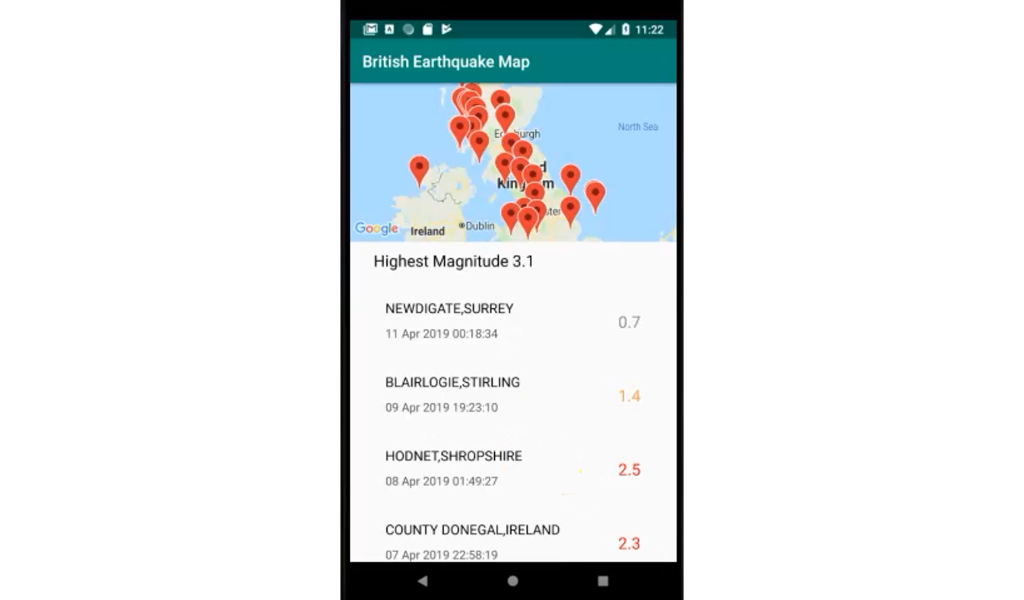 11:22
British Earthquake Map
North Sea
Edinburgh
Kingdom
Google
Ireland
Dublin
Highest Magnitude 3.1
NEWDIGATE,SURREY
11 Apr 2019 00:18:34
0.7
BLAIRLOGIE,STIRLING
09 Apr 2019 19:23:10
1.4
HODNET,SHROPSHIRE
08 Apr 2019 01:49:27
2.5
COUNTY DONEGAL,IRELAND
07 Apr 2019 22:58:19
2.3